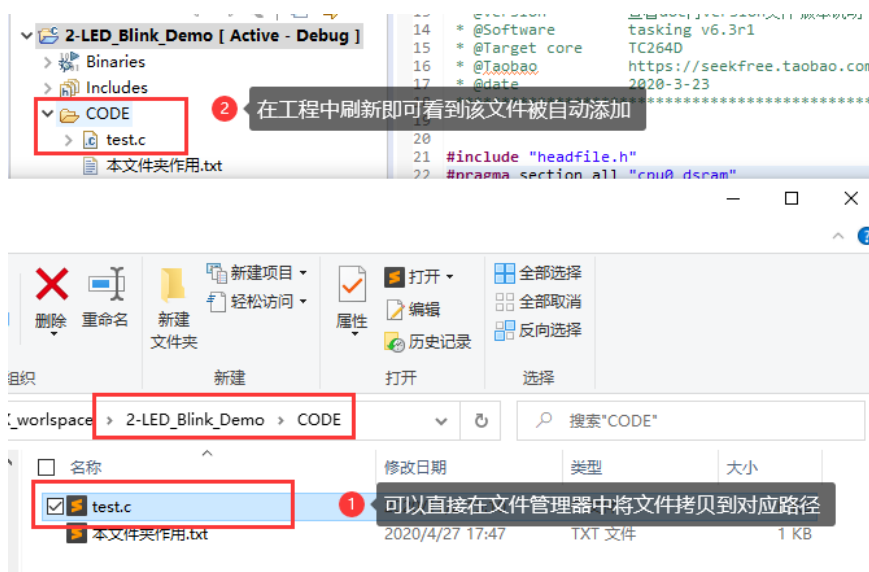 2-LED_Blink_Demo [ Active - Debug ]
14 * @Software tasking v6.3r1
15 * @Target core TC264D
Binaries
16 * @Taobao https://seekfree.taobao.com
Includes
17 * @date 2020-3-23
CODE
2 在工程中刷新即可看到该文件被自动添加
test.c
20
本文件夹作用.txt
21 #include "headfile.h"
22 #pragma section all "cpu0_dsram"
删除
重命名
新建
文件夹
新建项目
轻松访问
属性
打开
编辑
历史记录
全部选择
全部取消
反向选择
组织
新建
打开
选择
2-LED_Blink_Demo > CODE
搜索"CODE"
名称
修改日期
类型
大小
test.c
1 可以直接在文件管理器中将文件拷贝到对应路径
本文件夹作用.txt
2020/4/27 17:47
TXT 文件
1 KB